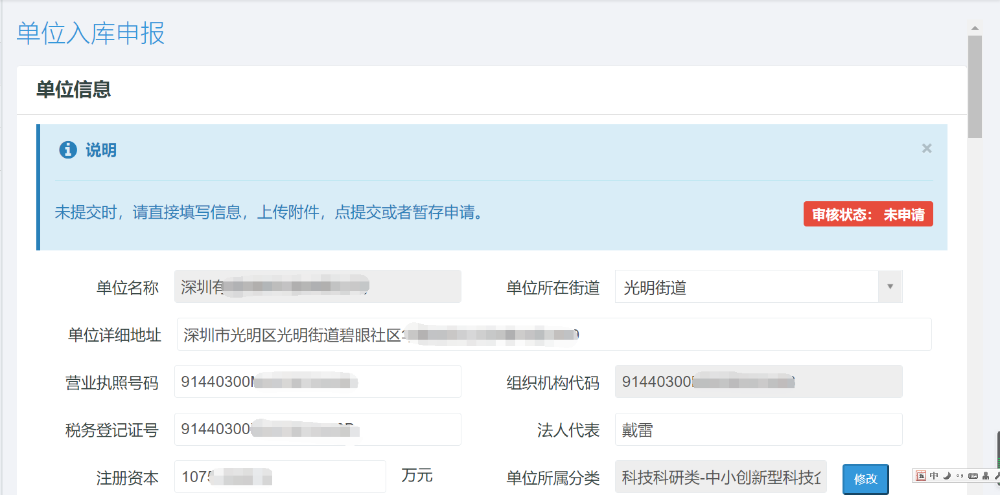 单位入库申报
单位信息
说明
未提交时，请直接填写信息，上传附件，点提交或者暂存申请。
审核状态： 未申请
单位名称 深圳有 单位所在街道 光明街道
单位详细地址 深圳市光明区光明街道碧眼社区
营业执照号码 91440300 组织机构代码 91440300
税务登记证号 91440300 法人代表 戴雷
注册资本 107 万元 单位所属分类 科技科研类-中小创新型科技 修改
五 中